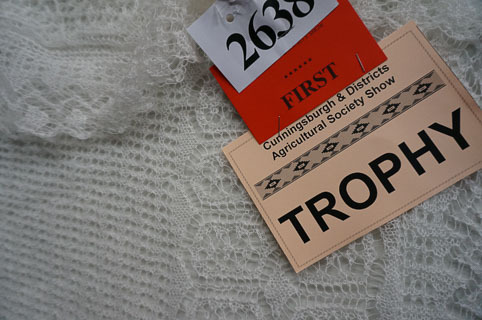 2638
FIRST
Cunningsburgh & Districts
Agricultural Society Show
TROPHY